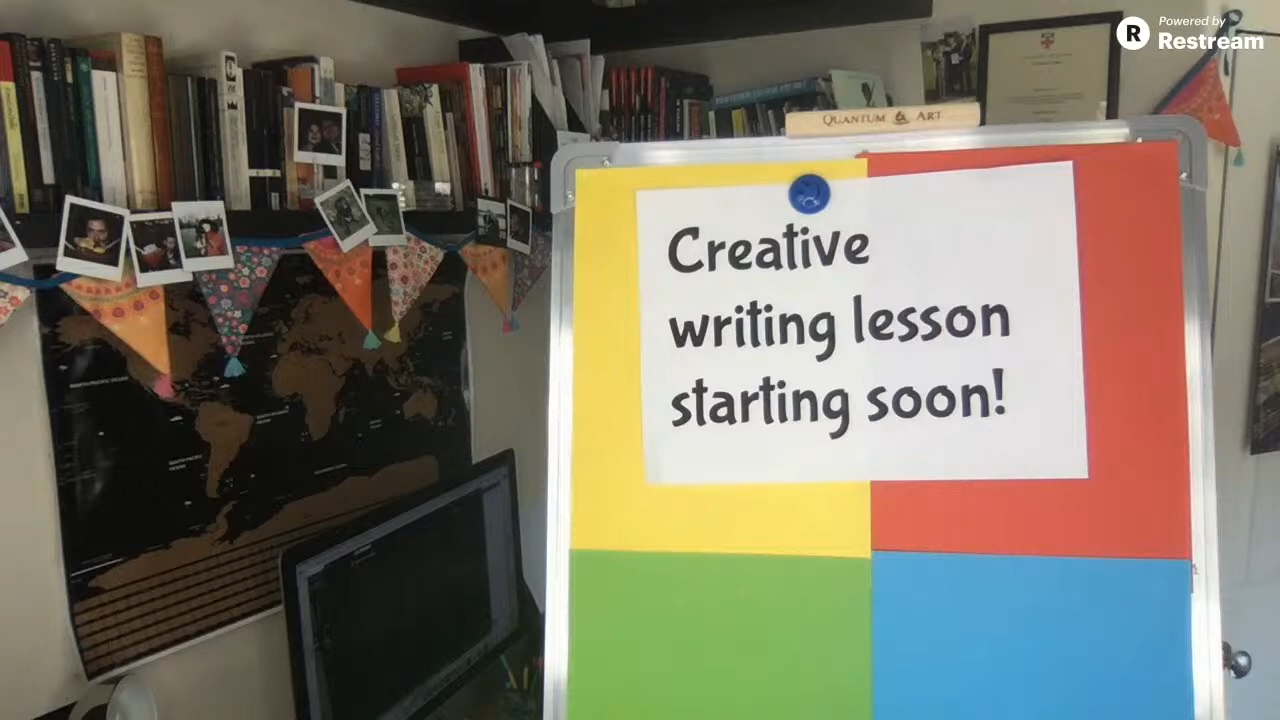 Powered by
R Restream
QUANTUM & ART
Creative
writing lesson
starting soon!